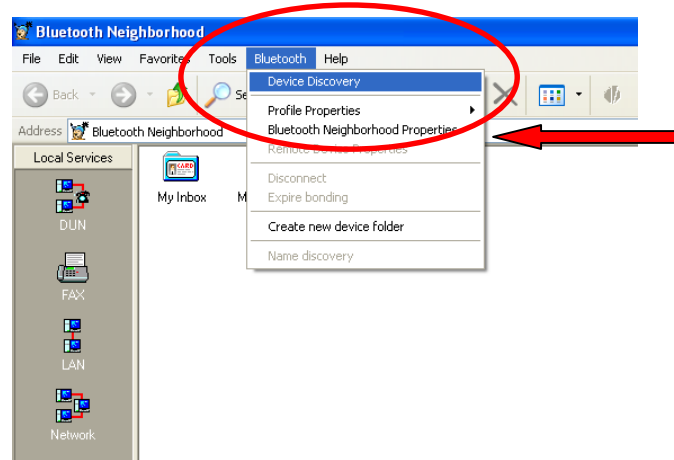 Bluetooth Neighborhood
File Edit View Favorites Tools Bluetooth Help
Back
Address Bluetooth Neighborhood
Local Services
DUN
FAX
LAN
Network
My Inbox
Device Discovery
Profile Properties
Bluetooth Neighborhood Properties
Remote Device Properties
Disconnect
Expire bonding
Create new device folder
Name discovery